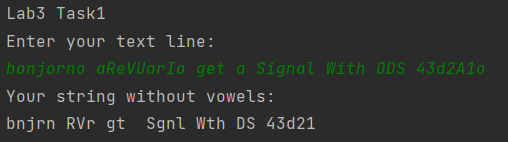 Lab3 Task1
Enter your text line:
bonjorno aReVUarIo get a Signal With ODS 43d2A1o
Your string without vowels:
bnjrn RVr gt  Sgnl Wth DS 43d21